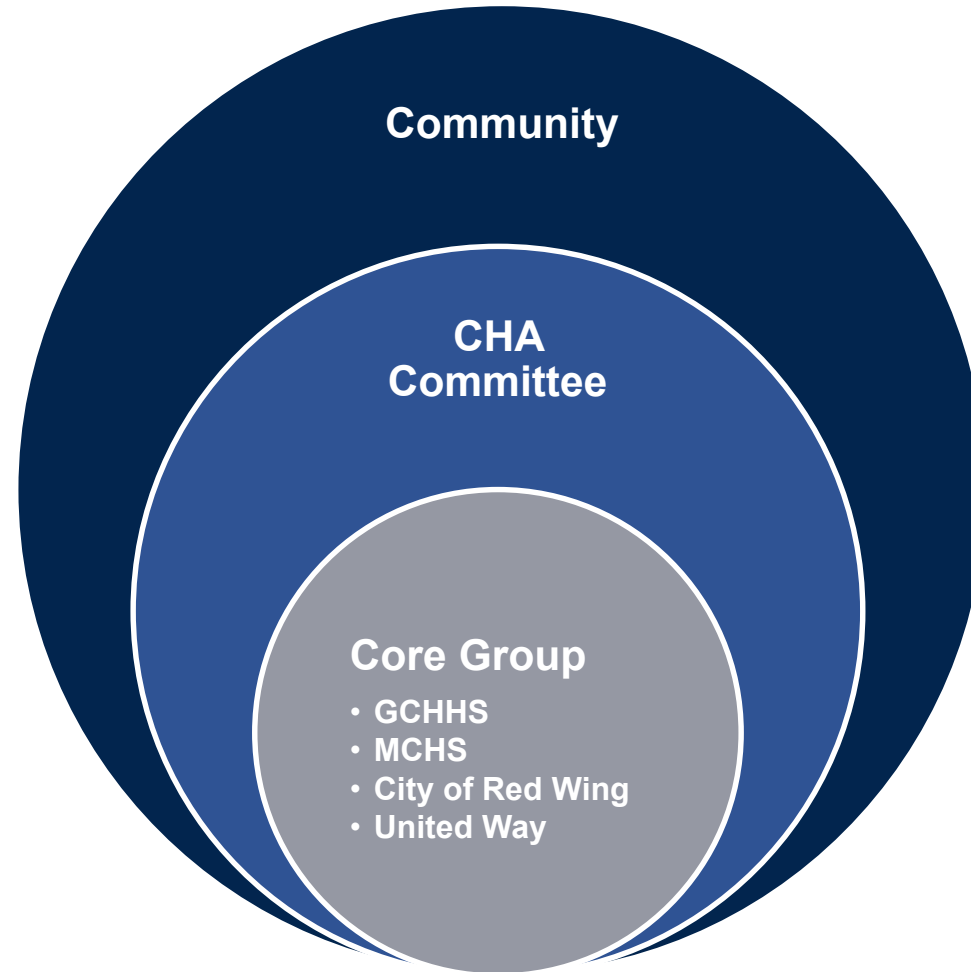 Community
CHA
Committee
Core Group
• GCHHS
• MCHS
• City of Red Wing
• United Way